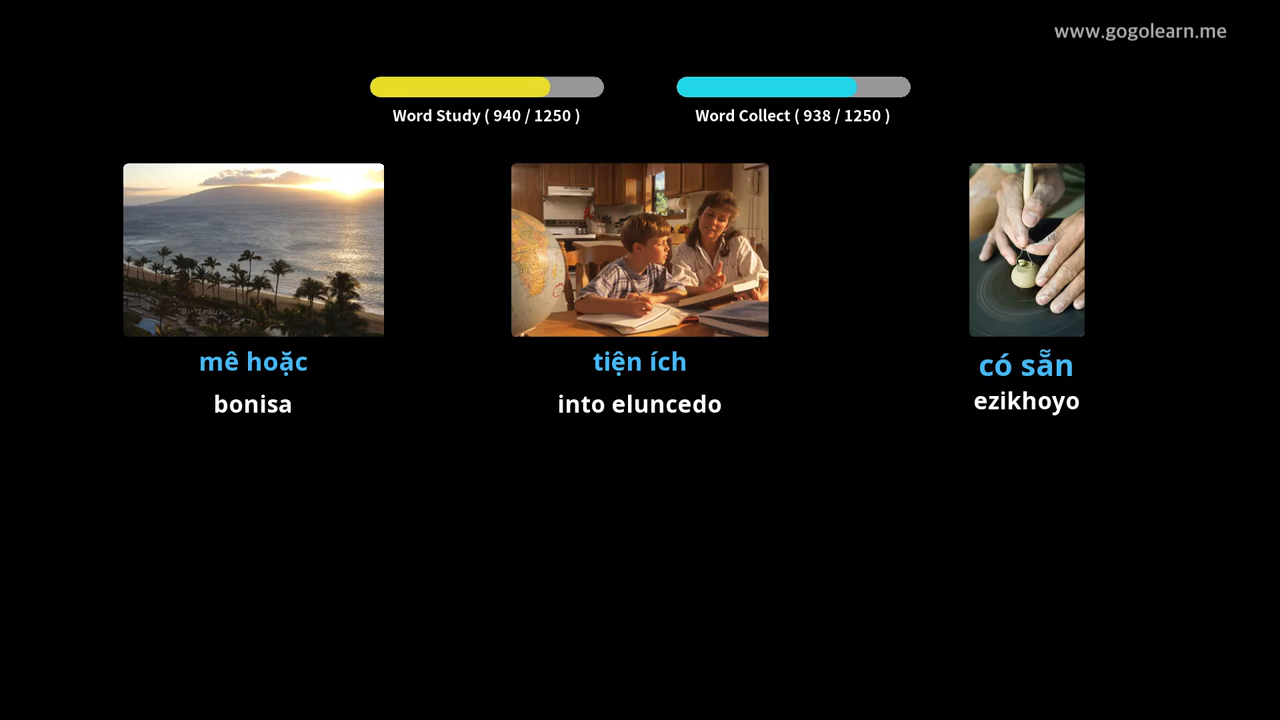 www.gogolearn.me
Word Study ( 940 / 1250 )
Word Collect ( 938 / 1250 )
mê hoặc
bonisa
tiện ích
into eluncedo
có sẵn
ezikhoyo